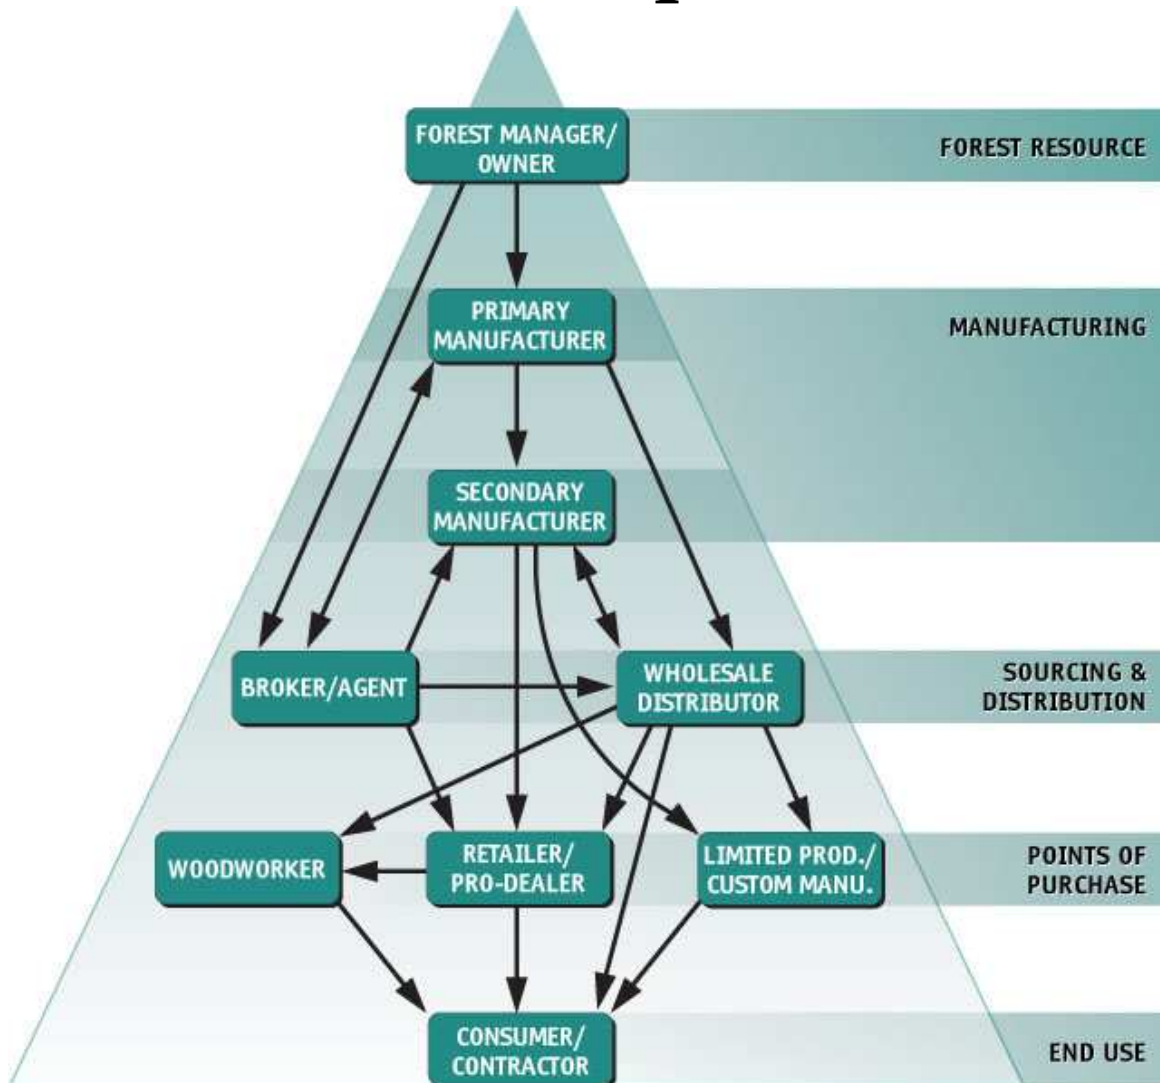 FOREST MANAGER/
OWNER
FOREST RESOURCE
PRIMARY
MANUFACTURER
MANUFACTURING
SECONDARY
MANUFACTURER
BROKER/AGENT
WHOLESALE
DISTRIBUTOR
SOURCING &
DISTRIBUTION
WOODWORKER
RETAILER/
PRO-DEALER
LIMITED PROD./
CUSTOM MANU.
POINTS OF
PURCHASE
CONSUMER/
CONTRACTOR
END USE